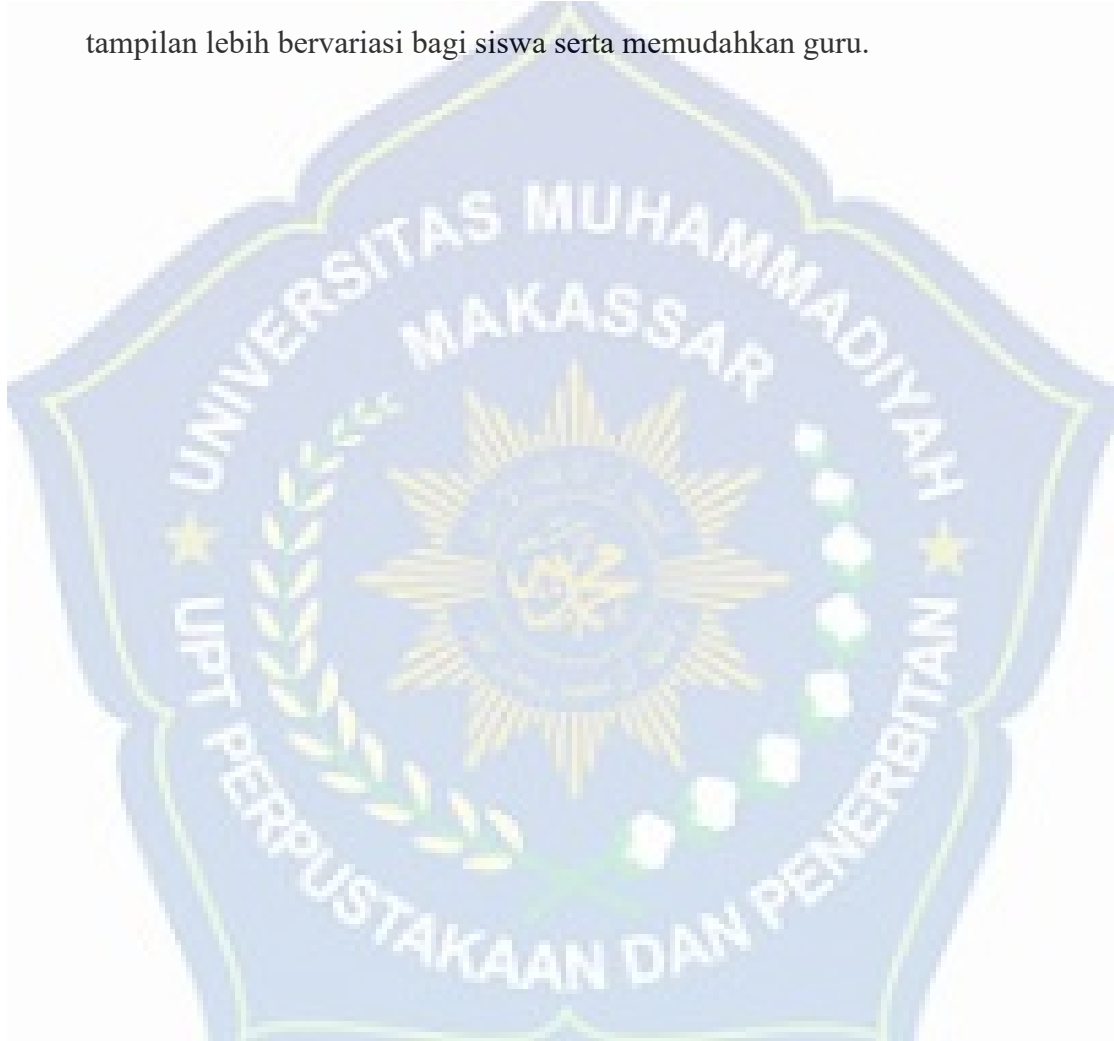 tampilan lebih bervariasi bagi siswa serta memudahkan guru.
UNIVERSITAS MUHAMMADIYAH
MAKASSAR
UPT PERPUSTAKAAN DAN PENERBITAN